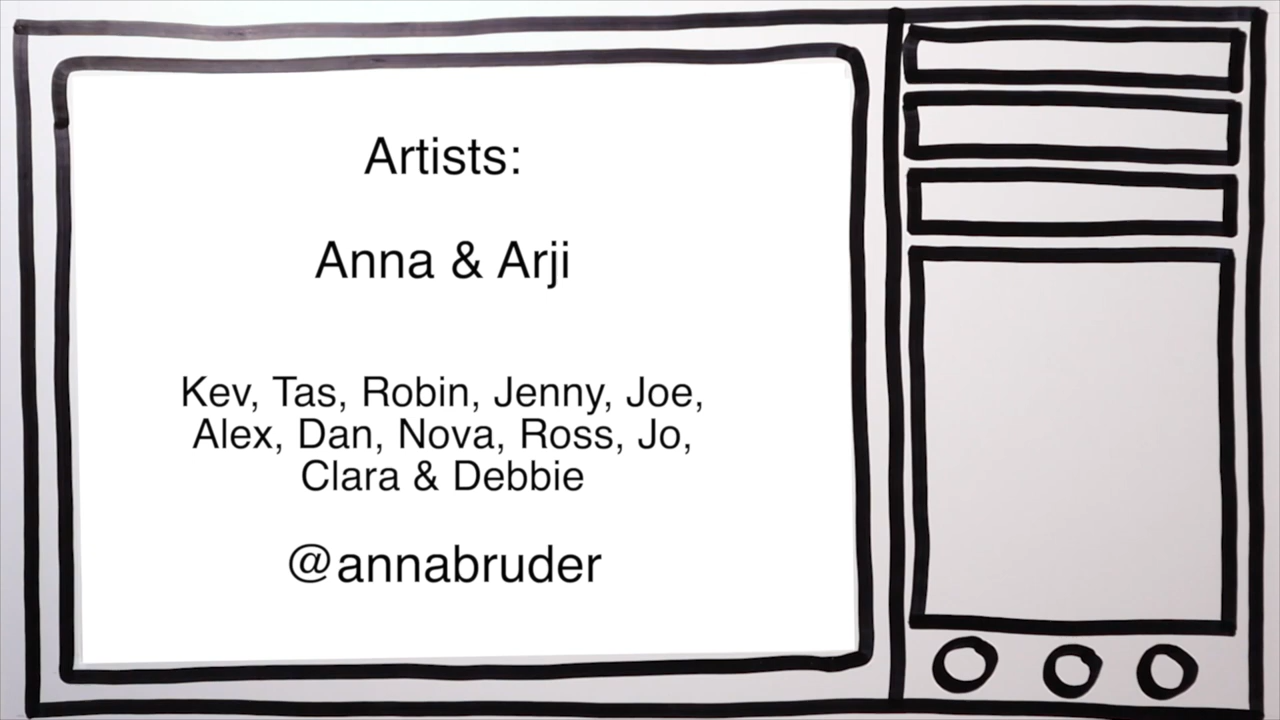 Artists:
Anna & Arji
Kev, Tas, Robin, Jenny, Joe,
Alex, Dan, Nova, Ross, Jo,
Clara & Debbie
@annabruder